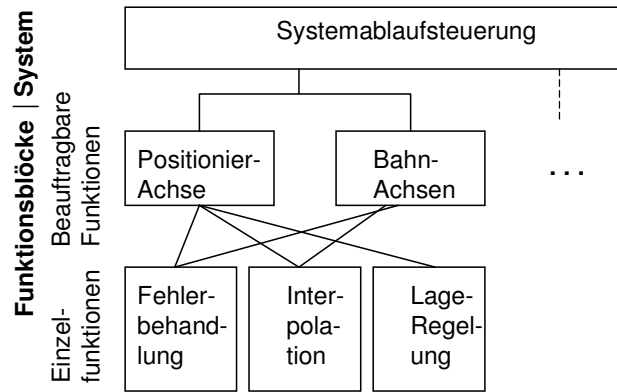 Systemablaufsteuerung
Funktionsblöcke | System
Beauftragbare
Funktionen
Positionier-
Achse
Bahn-
Achsen
. . .
Einzel-
funktionen
Fehler-
behand-
lung
Inter-
pola-
tion
Lage-
Regel-
ung